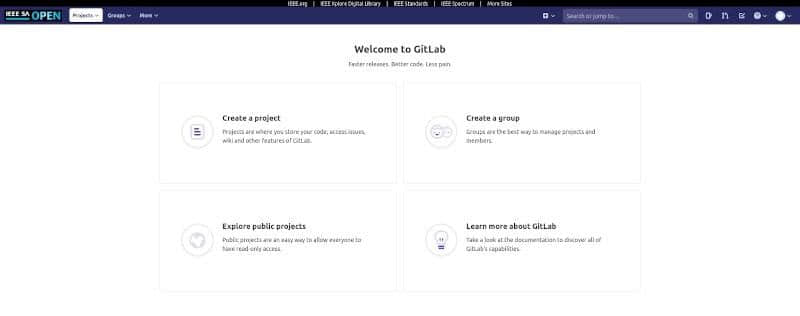 IEEE.org | IEEE Xplore Digital Library | IEEE Standards | IEEE Spectrum | More Sites
IEEE SA OPEN Projects Groups More Search or jump to...
Welcome to GitLab
Faster releases. Better code. Less pain.
Create a project
Projects are where you store your code, access issues,
wiki and other features of GitLab.
Create a group
Groups are the best way to manage projects and
members.
Explore public projects
Public projects are an easy way to allow everyone to
have read-only access.
Learn more about GitLab
Take a look at the documentation to discover all of
GitLab's capabilities.